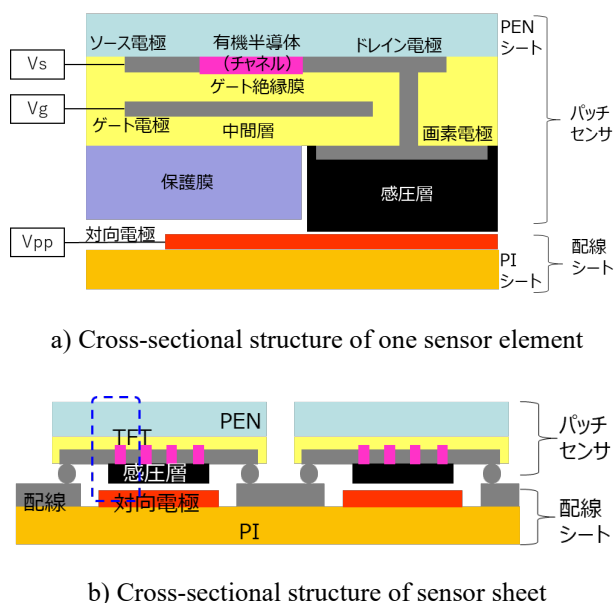 ソース電極
有機半導体
(チャネル)
ドレイン電極
PEN
シート
Vs
ゲート絶縁膜
Vg
ゲート電極
中間層
画素電極
パッチ
センサ
保護膜
感圧層
Vpp
対向電極
PI
シート
配線
シート
a) Cross-sectional structure of one sensor element
PEN
TFT
感圧層
パッチ
センサ
配線
対向電極
PI
配線
シート
b) Cross-sectional structure of sensor sheet